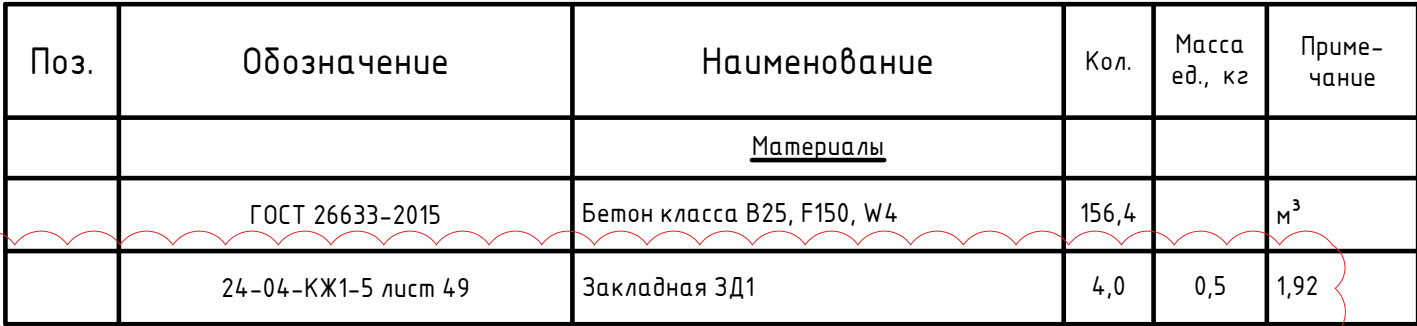 Поз. Обозначение Наименование Кол. Масса ед., кг Приме- чание
Материалы
ГОСТ 26633-2015 Бетон класса В25, F150, W4 156,4 м³
24-04-КЖ1-5 лист 49 Закладная ЗД1 4,0 0,5 1,92